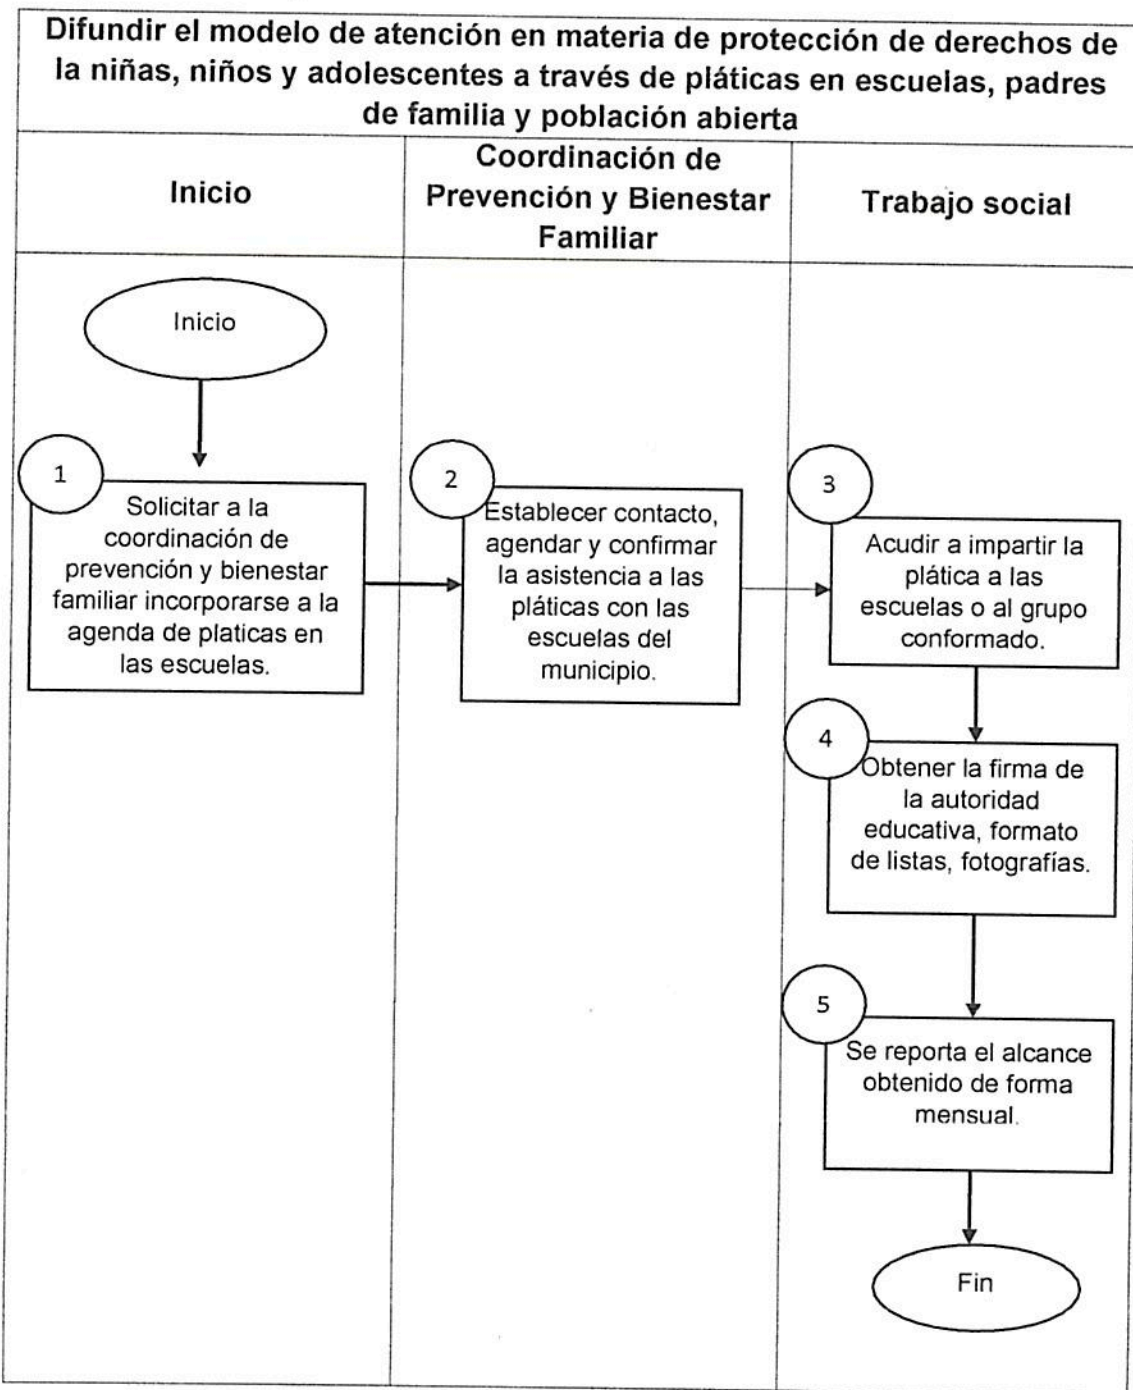 Difundir el modelo de atención en materia de protección de derechos de
la niñas, niños y adolescentes a través de pláticas en escuelas, padres
de familia y población abierta
Inicio
Coordinación de
Prevención y Bienestar
Familiar
Trabajo social
Inicio
1
Solicitar a la
coordinación de
prevención y bienestar
familiar incorporarse a la
agenda de platicas en
las escuelas.
2
Establecer contacto,
agendar y confirmar
la asistencia a las
pláticas con las
escuelas del
municipio.
3
Acudir a impartir la
plática a las
escuelas o al grupo
conformado.
4
Obtener la firma de
la autoridad
educativa, formato
de listas, fotografías.
5
Se reporta el alcance
obtenido de forma
mensual.
Fin